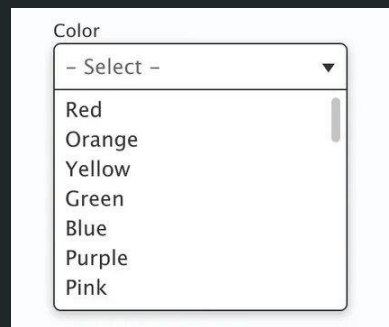 Color
– Select –
Red
Orange
Yellow
Green
Blue
Purple
Pink